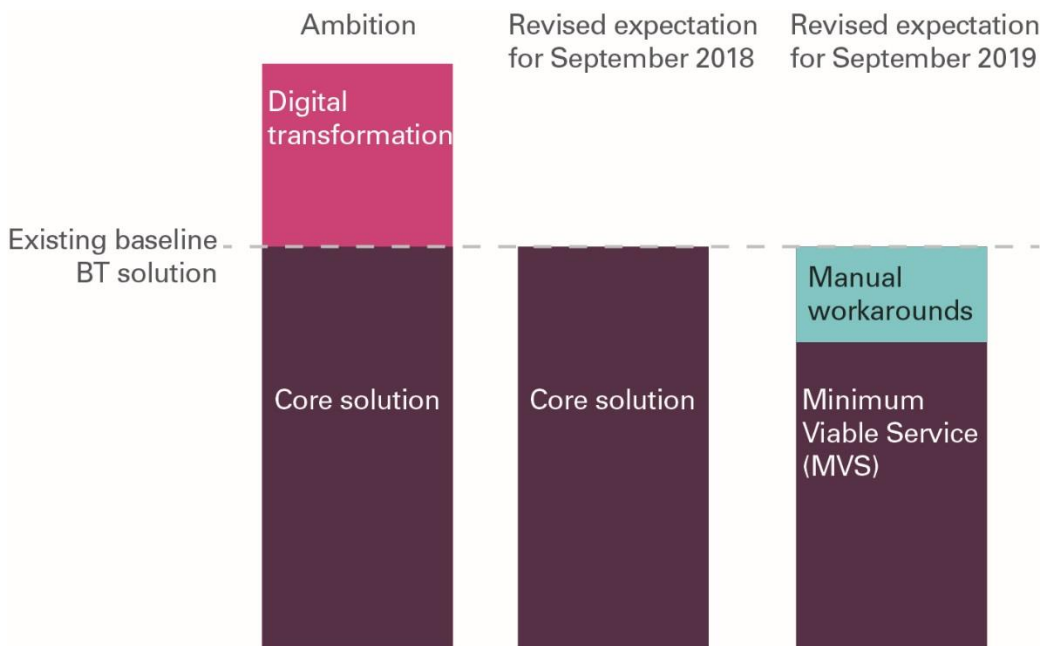 Ambition
Revised expectation
for September 2018
Revised expectation
for September 2019
Digital
transformation
Existing baseline
BT solution
Manual
workarounds
Core solution
Core solution
Minimum
Viable Service
(MVS)